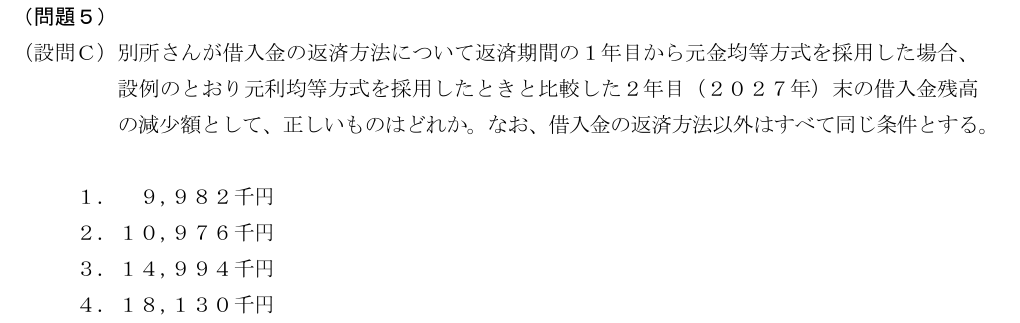 （問題５）
（設問Ｃ）別所さんが借入金の返済方法について返済期間の１年目から元金均等方式を採用した場合、
設例のとおり元利均等方式を採用したときと比較した２年目（２０２７年）末の借入金残高
の減少額として、正しいものはどれか。なお、借入金の返済方法以外はすべて同じ条件とする。
１．　９,９８２千円
２．１０,９７６千円
３．１４,９９４千円
４．１８,１３０千円